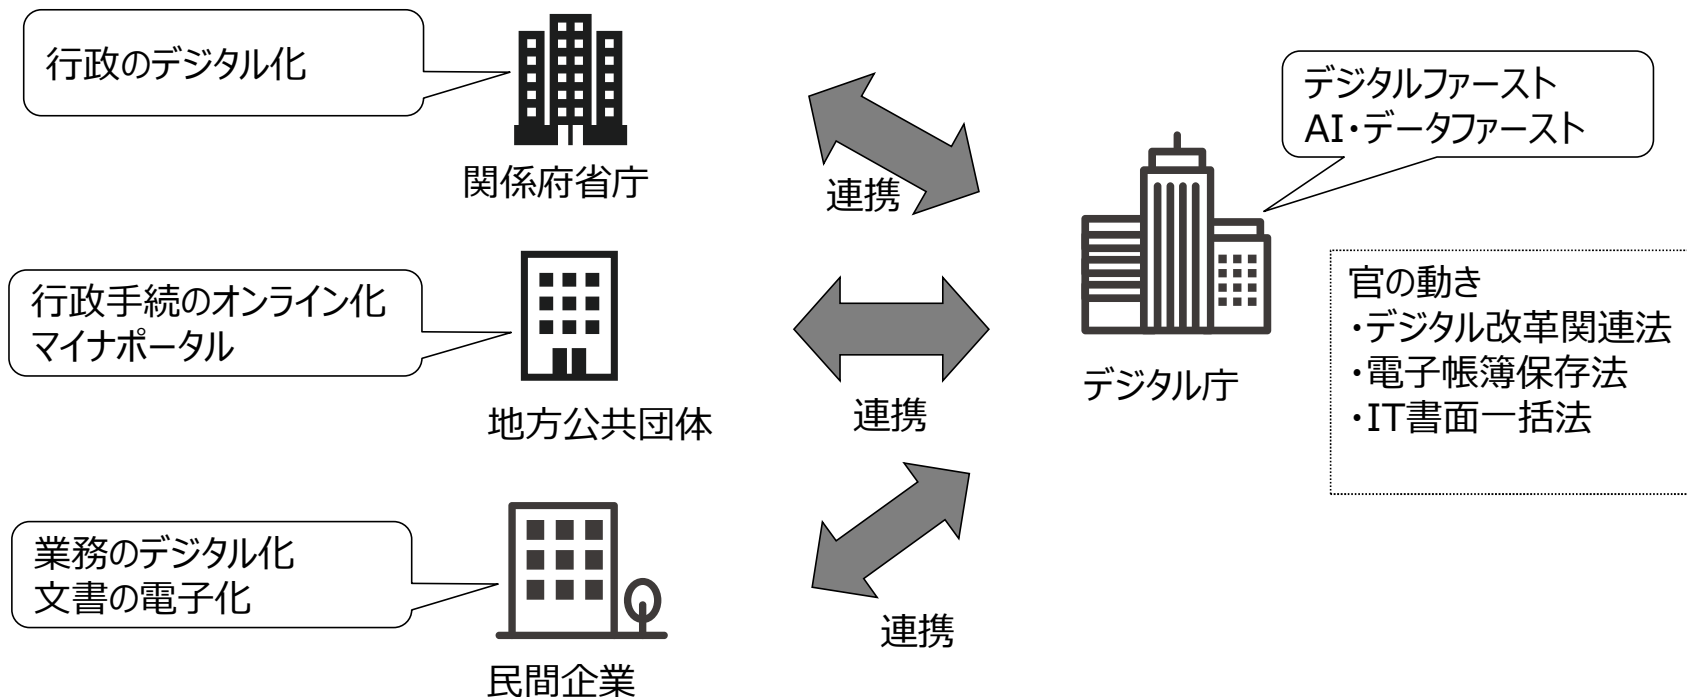 行政のデジタル化
関係府省庁
連携
デジタルファースト
AI・データファースト
行政手続のオンライン化
マイナポータル
地方公共団体
連携
デジタル庁
官の動き
・デジタル改革関連法
・電子帳簿保存法
・IT書面一括法
業務のデジタル化
文書の電子化
民間企業
連携